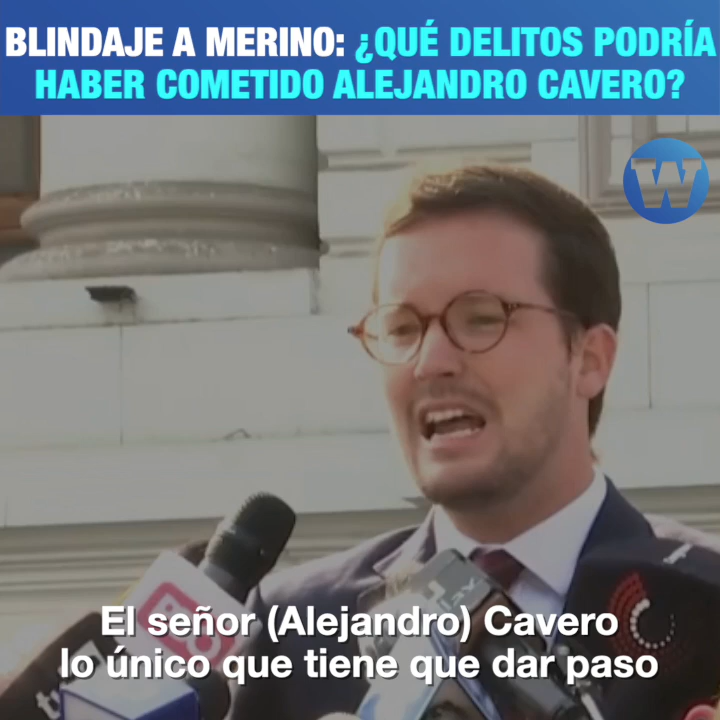 BLINDAJE A MERINO: ¿QUÉ DELITOS PODRÍA
HABER COMETIDO ALEJANDRO CAVERO?
W
El señor (Alejandro) Cavero
lo único que tiene que dar paso